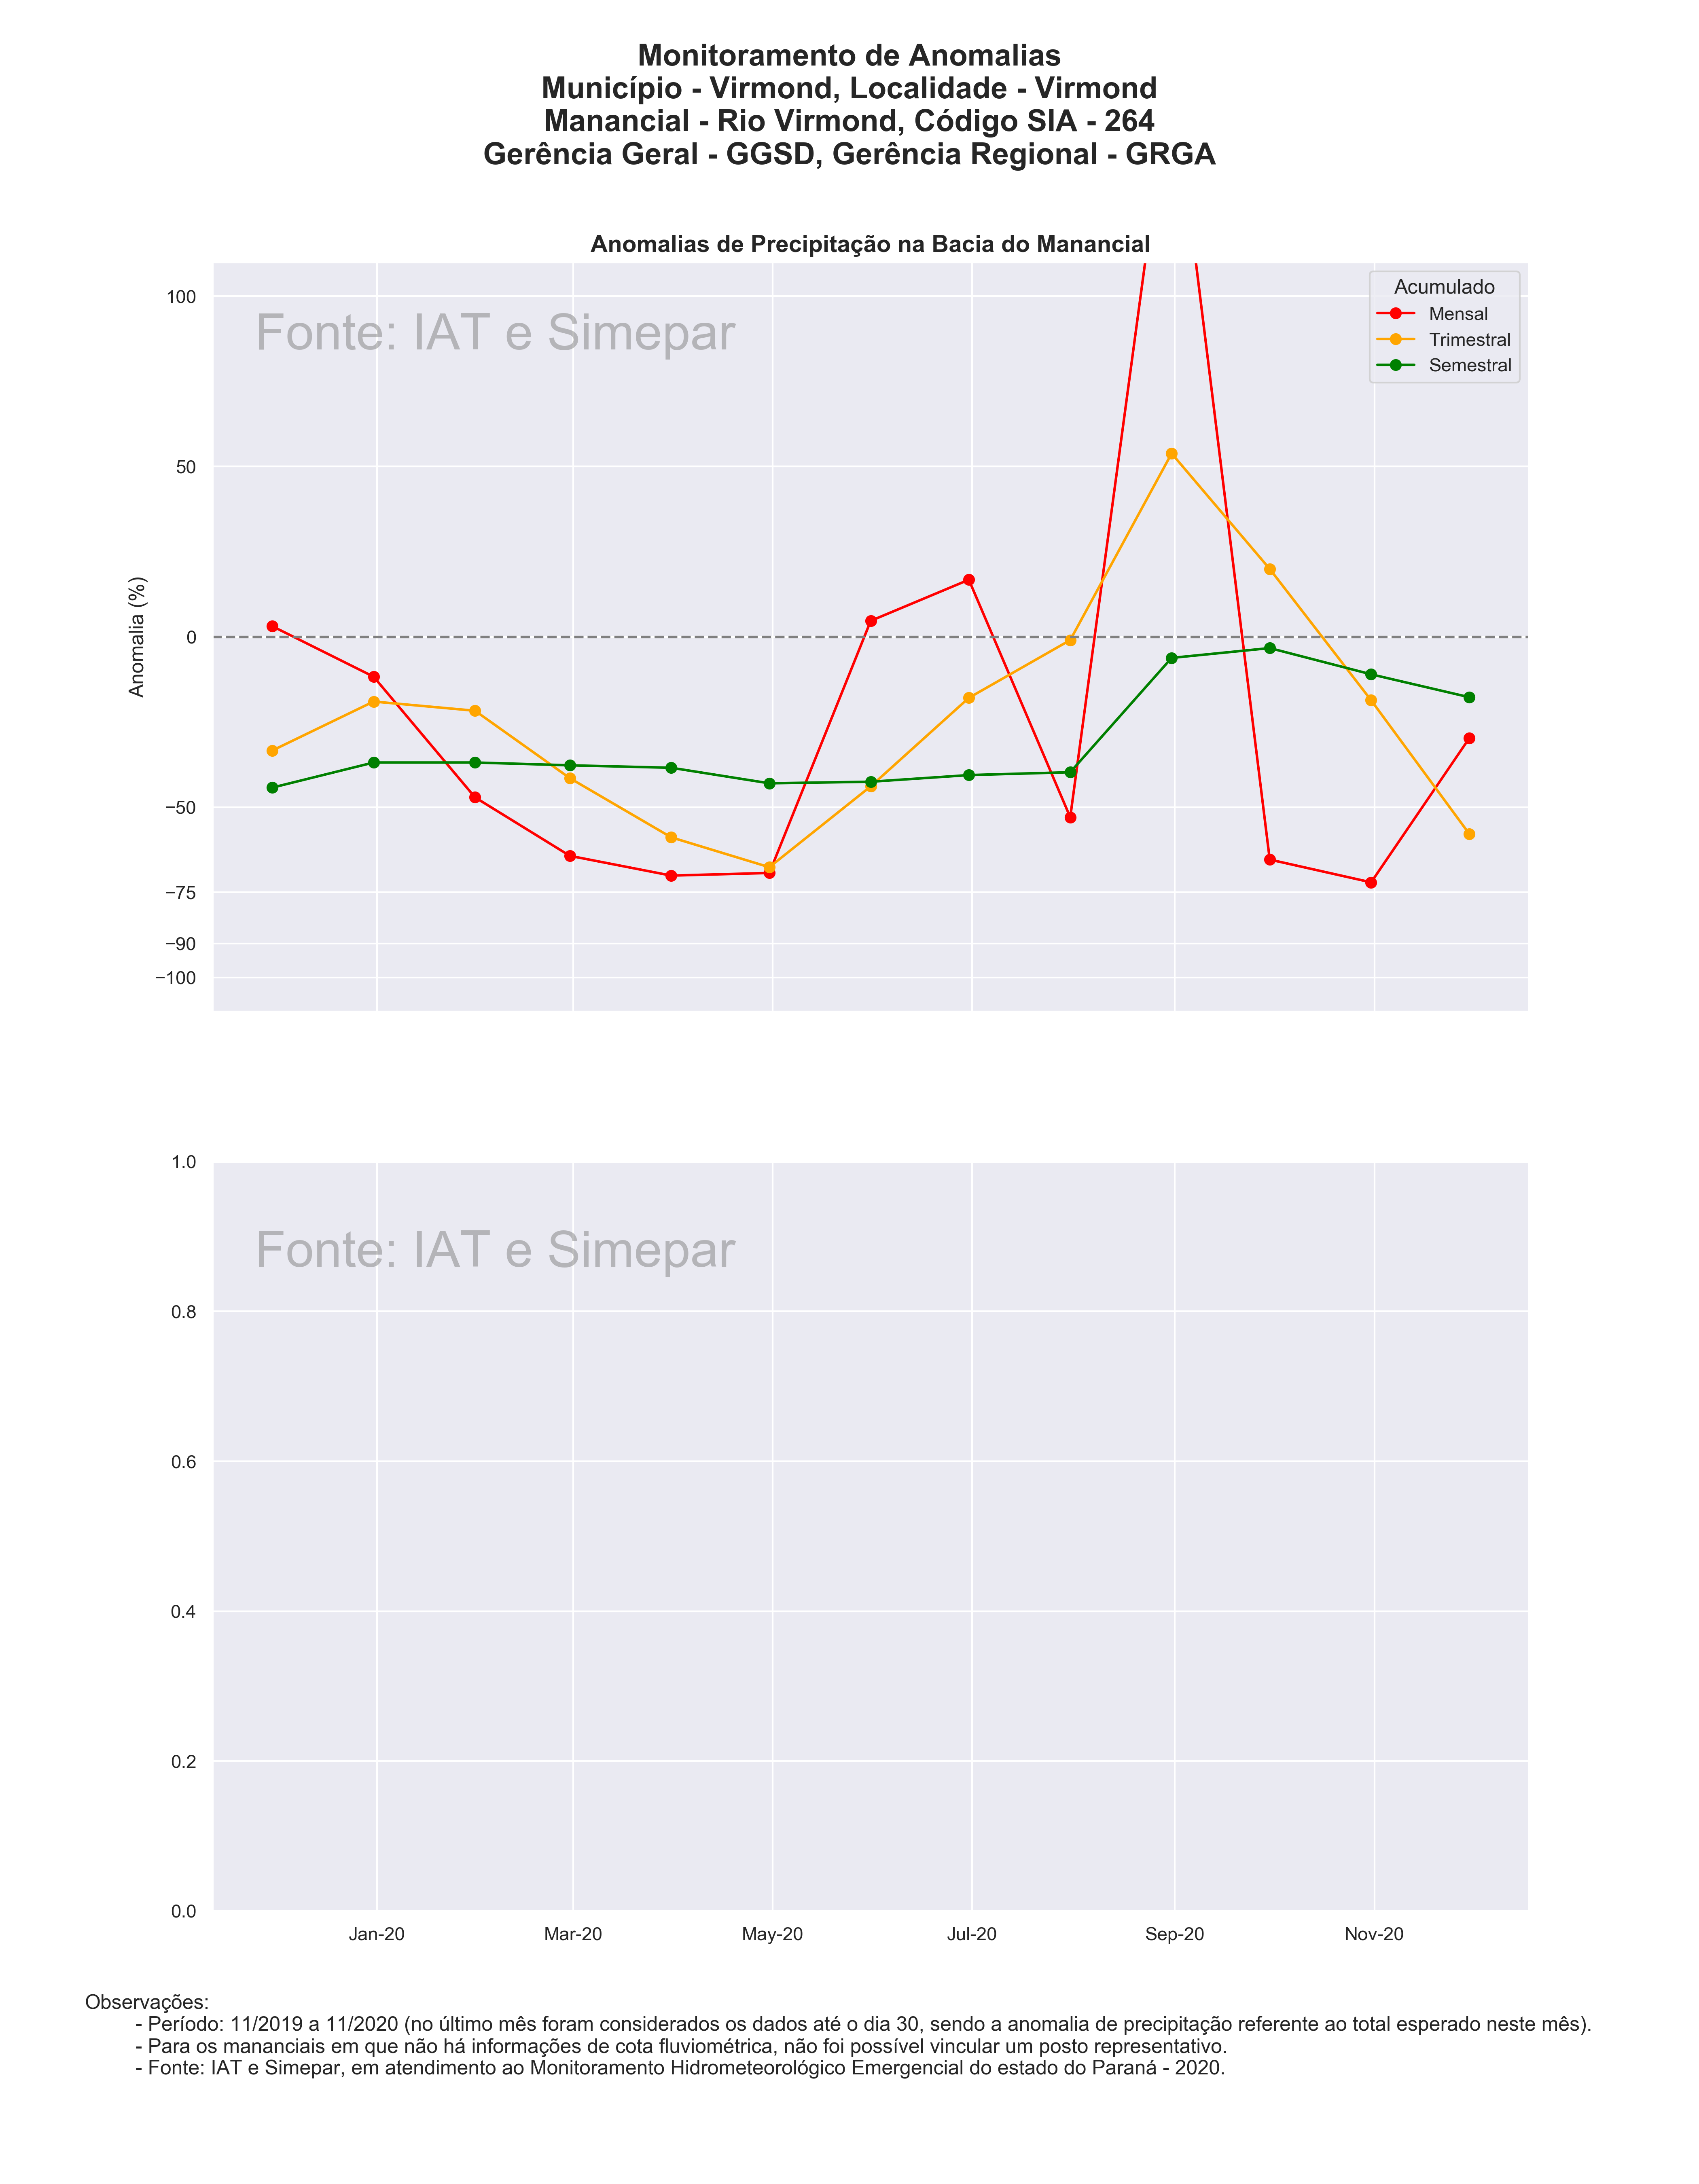 Monitoramento de Anomalias
Município - Virmond, Localidade - Virmond
Manancial - Rio Virmond, Código SIA - 264
Gerência Geral - GGSD, Gerência Regional - GRGA
Anomalias de Precipitação na Bacia do Manancial
Fonte: IAT e Simepar
Acumulado
Mensal
Trimestral
Semestral
Anomalia (%)
100
50
0
−50
−75
−90
−100
Fonte: IAT e Simepar
1.0
0.8
0.6
0.4
0.2
0.0
Jan-20 Mar-20 May-20 Jul-20 Sep-20 Nov-20
Observações:
- Período: 11/2019 a 11/2020 (no último mês foram considerados os dados até o dia 30, sendo a anomalia de precipitação referente ao total esperado neste mês).
- Para os mananciais em que não há informações de cota fluviométrica, não foi possível vincular um posto representativo.
- Fonte: IAT e Simepar, em atendimento ao Monitoramento Hidrometeorológico Emergencial do estado do Paraná - 2020.